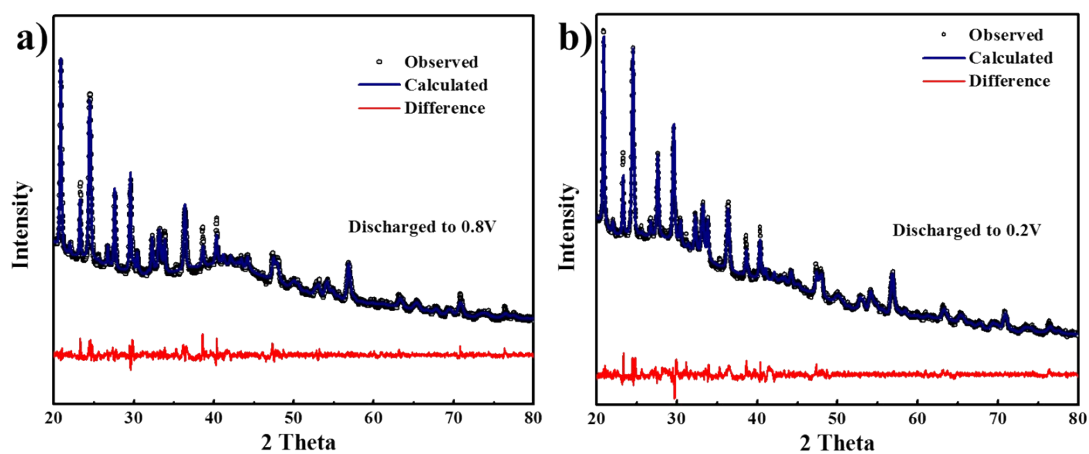 a)
Observed
Calculated
Difference
Intensity
Discharged to 0.8V
20 30 40 50 60 70 80
2 Theta
b)
Observed
Calculated
Difference
Intensity
Discharged to 0.2V
20 30 40 50 60 70 80
2 Theta